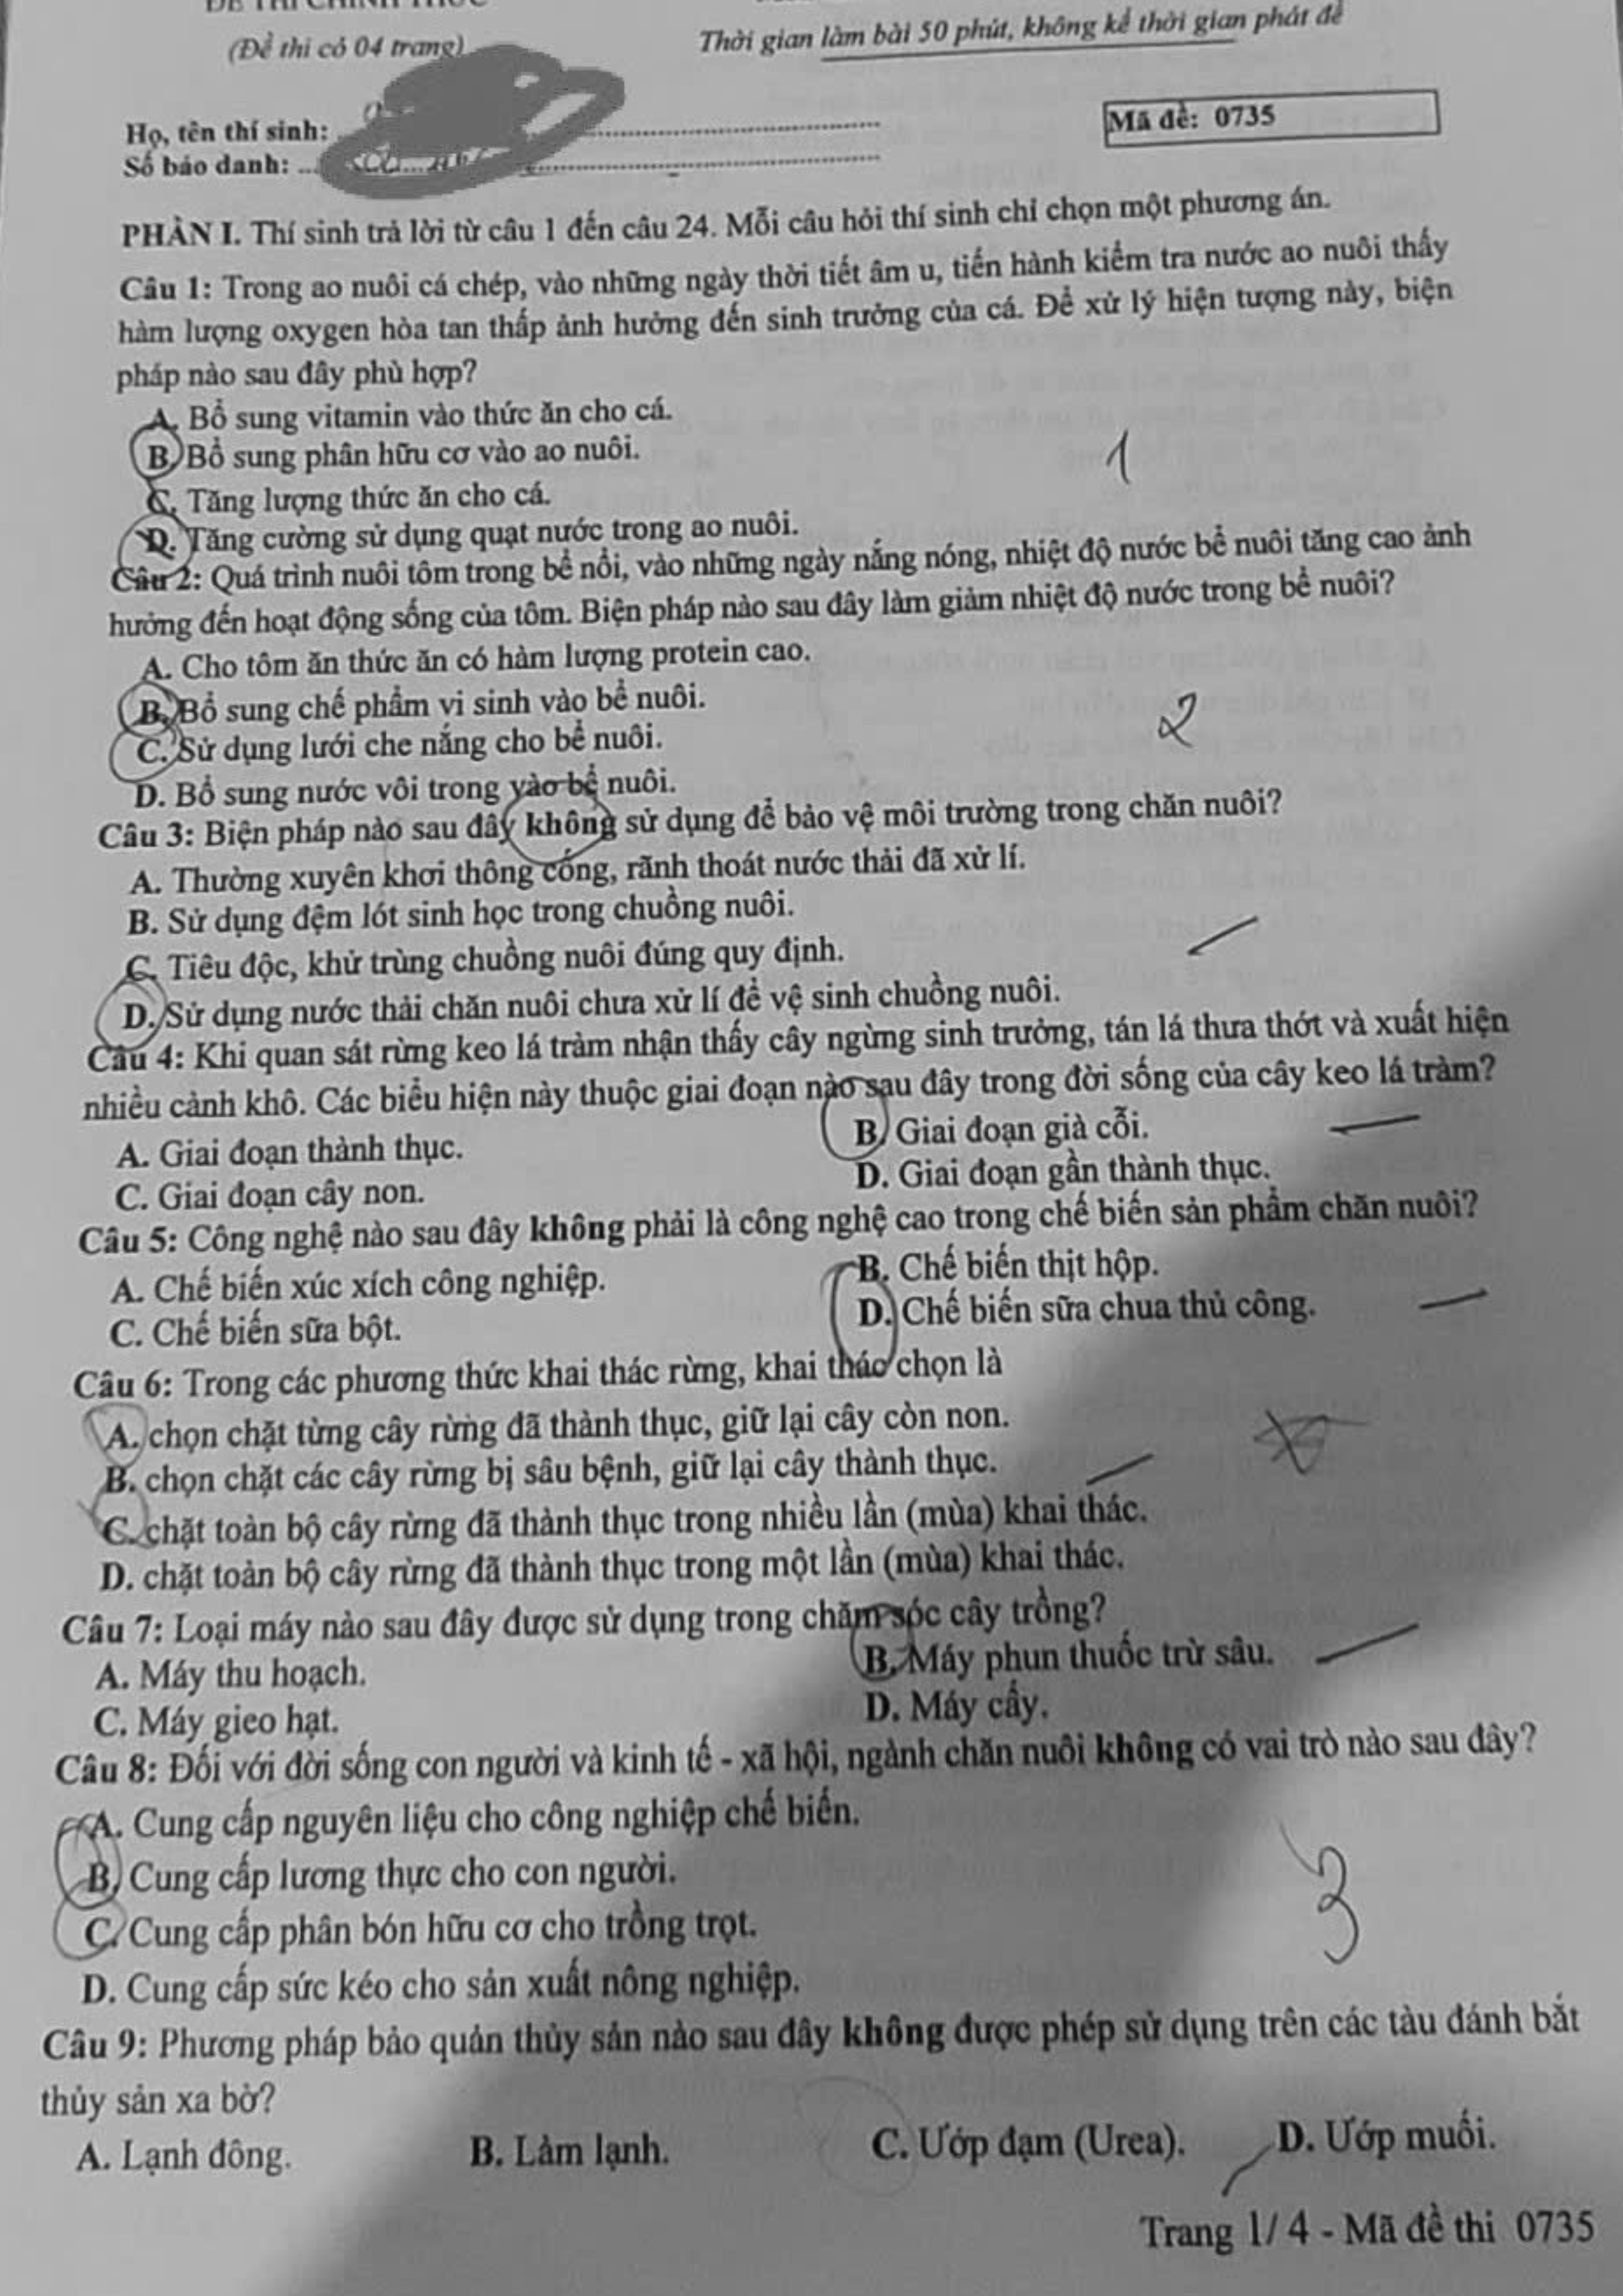 (Đề thi có 04 trang)
Thời gian làm bài 50 phút, không kể thời gian phát đề
Họ, tên thí sinh:
Mã đề: 0735
Số báo danh:
PHẦN I. Thí sinh trả lời từ câu 1 đến câu 24. Mỗi câu hỏi thí sinh chỉ chọn một phương án.
Câu 1: Trong ao nuôi cá chép, vào những ngày thời tiết âm u, tiến hành kiểm tra nước ao nuôi thấy
hàm lượng oxygen hòa tan thấp ảnh hưởng đến sinh trưởng của cá. Để xử lý hiện tượng này, biện
pháp nào sau đây phù hợp?
A. Bổ sung vitamin vào thức ăn cho cá.
B. Bổ sung phân hữu cơ vào ao nuôi.
1
C. Tăng lượng thức ăn cho cá.
D. Tăng cường sử dụng quạt nước trong ao nuôi.
Câu 2: Quá trình nuôi tôm trong bể nổi, vào những ngày nắng nóng, nhiệt độ nước bể nuôi tăng cao ảnh
hưởng đến hoạt động sống của tôm. Biện pháp nào sau đây làm giảm nhiệt độ nước trong bể nuôi?
A. Cho tôm ăn thức ăn có hàm lượng protein cao.
B. Bổ sung chế phẩm vi sinh vào bể nuôi.
2
C. Sử dụng lưới che nắng cho bể nuôi.
D. Bổ sung nước vôi trong vào bể nuôi.
Câu 3: Biện pháp nào sau đây không sử dụng để bảo vệ môi trường trong chăn nuôi?
A. Thường xuyên khơi thông cống, rãnh thoát nước thải đã xử lí.
B. Sử dụng đệm lót sinh học trong chuồng nuôi.
C. Tiêu độc, khử trùng chuồng nuôi đúng quy định.
D. Sử dụng nước thải chăn nuôi chưa xử lí để vệ sinh chuồng nuôi.
Câu 4: Khi quan sát rừng keo lá tràm nhận thấy cây ngừng sinh trưởng, tán lá thưa thớt và xuất hiện
nhiều cành khô. Các biểu hiện này thuộc giai đoạn nào sau đây trong đời sống của cây keo lá tràm?
A. Giai đoạn thành thục. B. Giai đoạn già cỗi.
C. Giai đoạn cây non. D. Giai đoạn gần thành thục.
Câu 5: Công nghệ nào sau đây không phải là công nghệ cao trong chế biến sản phẩm chăn nuôi?
A. Chế biến xúc xích công nghiệp. B. Chế biến thịt hộp.
C. Chế biến sữa bột. D. Chế biến sữa chua thủ công.
Câu 6: Trong các phương thức khai thác rừng, khai thác chọn là
A. chọn chặt từng cây rừng đã thành thục, giữ lại cây còn non.
B. chọn chặt các cây rừng bị sâu bệnh, giữ lại cây thành thục.
C. chặt toàn bộ cây rừng đã thành thục trong nhiều lần (mùa) khai thác.
D. chặt toàn bộ cây rừng đã thành thục trong một lần (mùa) khai thác.
Câu 7: Loại máy nào sau đây được sử dụng trong chăm sóc cây trồng?
A. Máy thu hoạch. B. Máy phun thuốc trừ sâu.
C. Máy gieo hạt. D. Máy cấy.
Câu 8: Đối với đời sống con người và kinh tế - xã hội, ngành chăn nuôi không có vai trò nào sau đây?
A. Cung cấp nguyên liệu cho công nghiệp chế biến.
B. Cung cấp lương thực cho con người.
3
C. Cung cấp phân bón hữu cơ cho trồng trọt.
D. Cung cấp sức kéo cho sản xuất nông nghiệp.
Câu 9: Phương pháp bảo quản thủy sản nào sau đây không được phép sử dụng trên các tàu đánh bắt
thủy sản xa bờ?
A. Lạnh đông. B. Làm lạnh. C. Ướp đạm (Urea). D. Ướp muối.
Trang 1/ 4 - Mã đề thi 0735